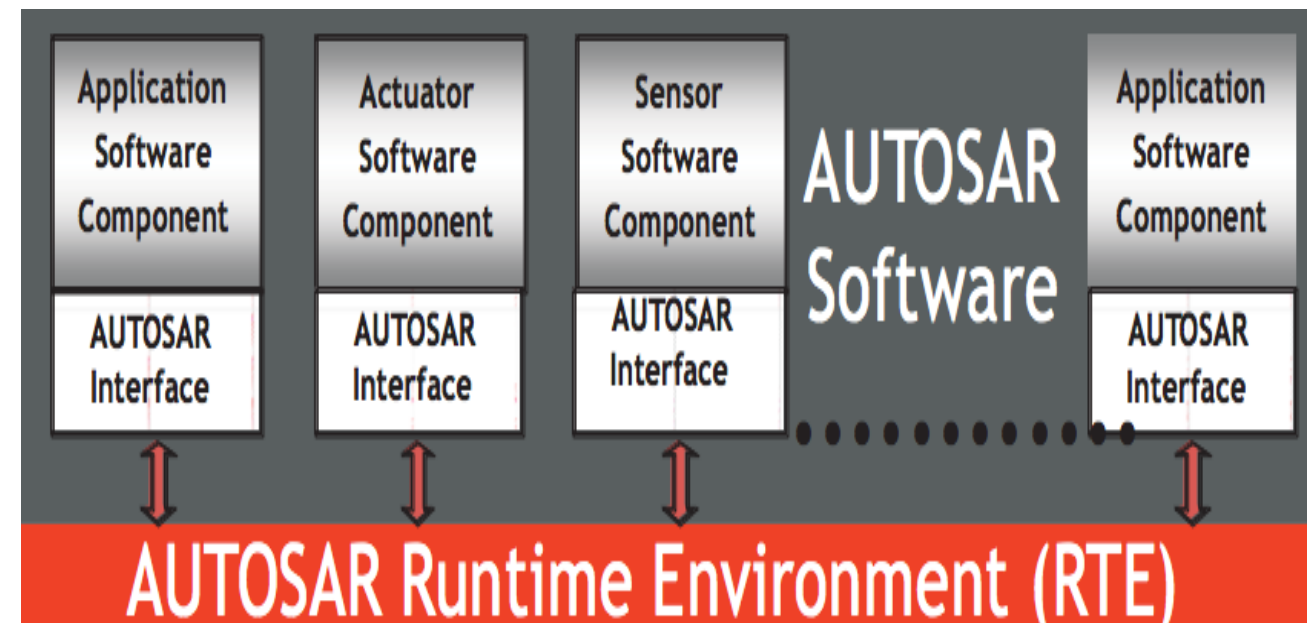 Application
Software
Component
AUTOSAR
Interface
Actuator
Software
Component
AUTOSAR
Interface
Sensor
Software
Component
AUTOSAR
Interface
AUTOSAR
Software
Application
Software
Component
AUTOSAR
Interface
AUTOSAR Runtime Environment (RTE)